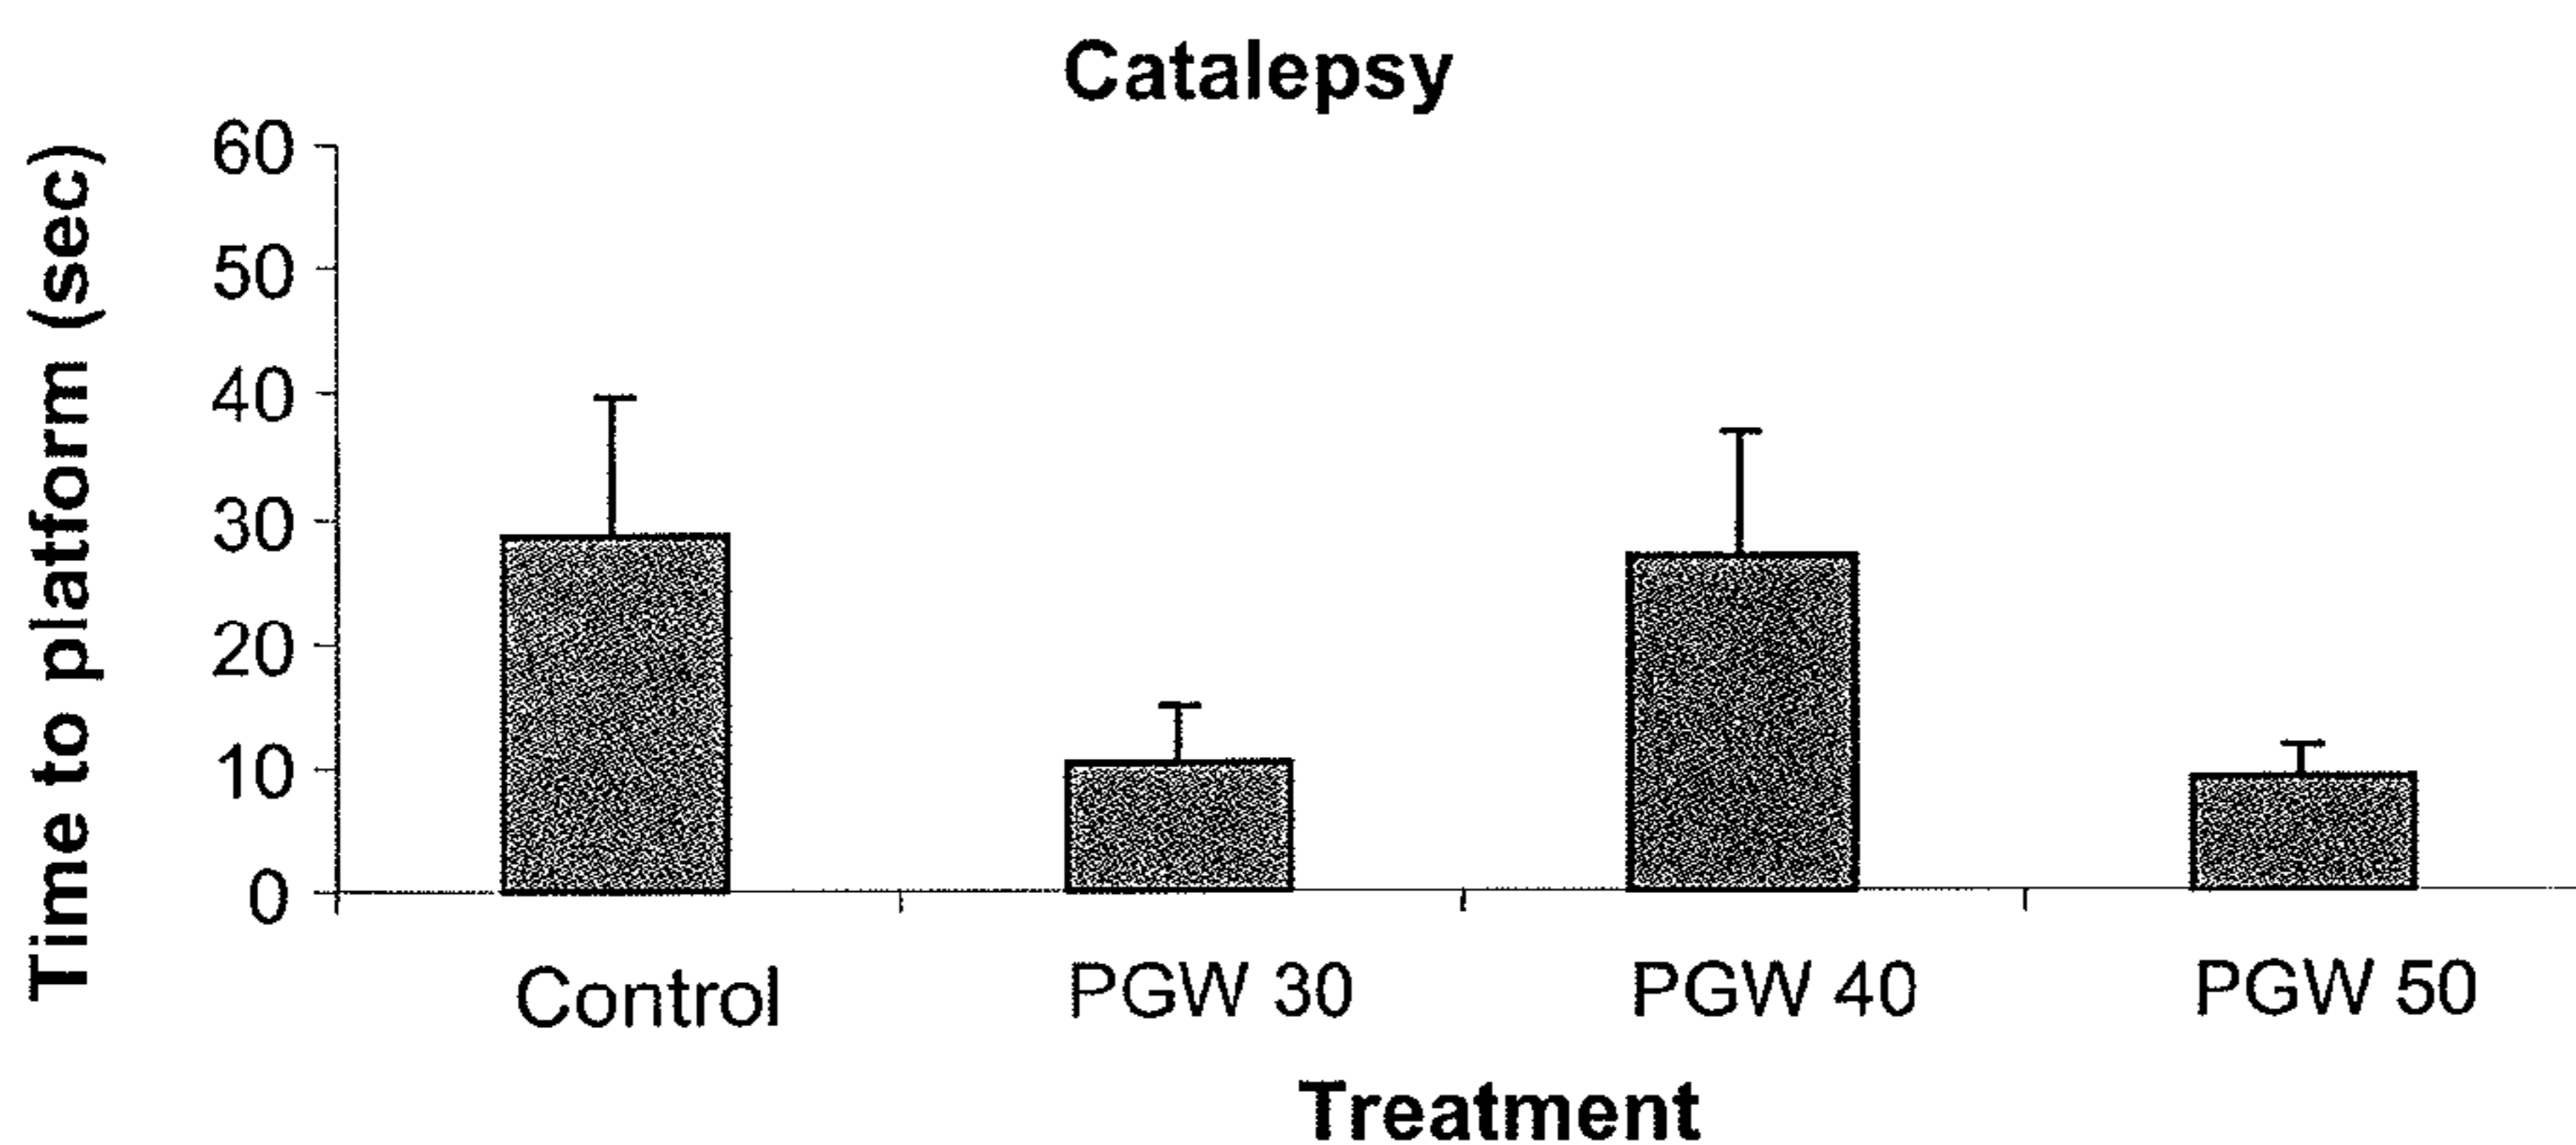 Catalepsy
Time to platform (sec)
60
50
40
30
20
10
0
Control
PGW 30
PGW 40
PGW 50
Treatment